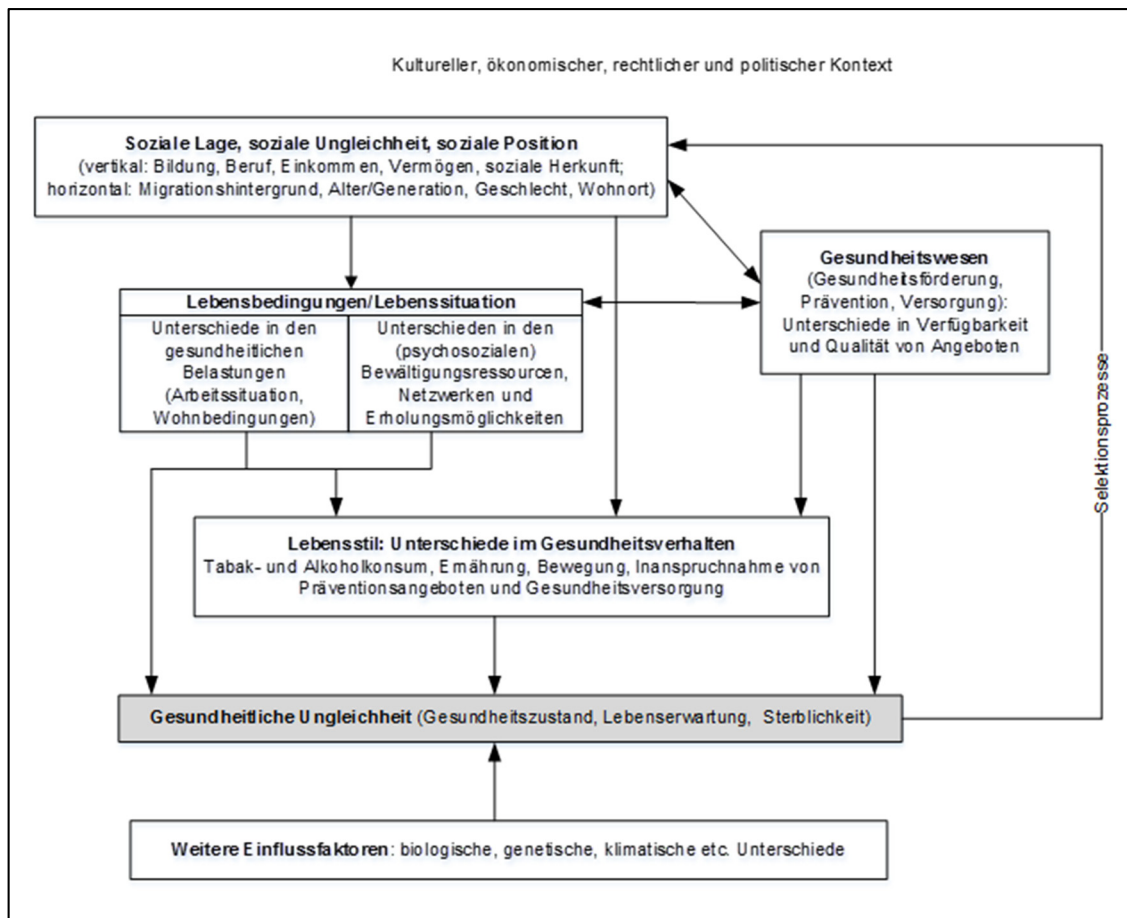 Kultureller, ökonomischer, rechtlicher und politischer Kontext
Soziale Lage, soziale Ungleichheit, soziale Position
(vertikal: Bildung, Beruf, Einkommen, Vermögen, soziale Herkunft;
horizontal: Migrationshintergrund, Alter/Generation, Geschlecht, Wohnort)
Gesundheitswesen
(Gesundheitsförderung,
Prävention, Versorgung):
Unterschiede in Verfügbarkeit
und Qualität von Angeboten
Lebensbedingungen/Lebenssituation
Unterschiede in den
gesundheitlichen
Belastungen
(Arbeitssituation,
Wohnbedingungen)
Unterschieden in den
(psychosozialen)
Bewältigungsressourcen,
Netzwerken und
Erholungsmöglichkeiten
Selektionsprozesse
Lebensstil: Unterschiede im Gesundheitsverhalten
Tabak- und Alkoholkonsum, Ernährung, Bewegung, Inanspruchnahme von
Präventionsangeboten und Gesundheitsversorgung
Gesundheitliche Ungleichheit (Gesundheitszustand, Lebenserwartung, Sterblichkeit)
Weitere Einflussfaktoren: biologische, genetische, klimatische etc. Unterschiede